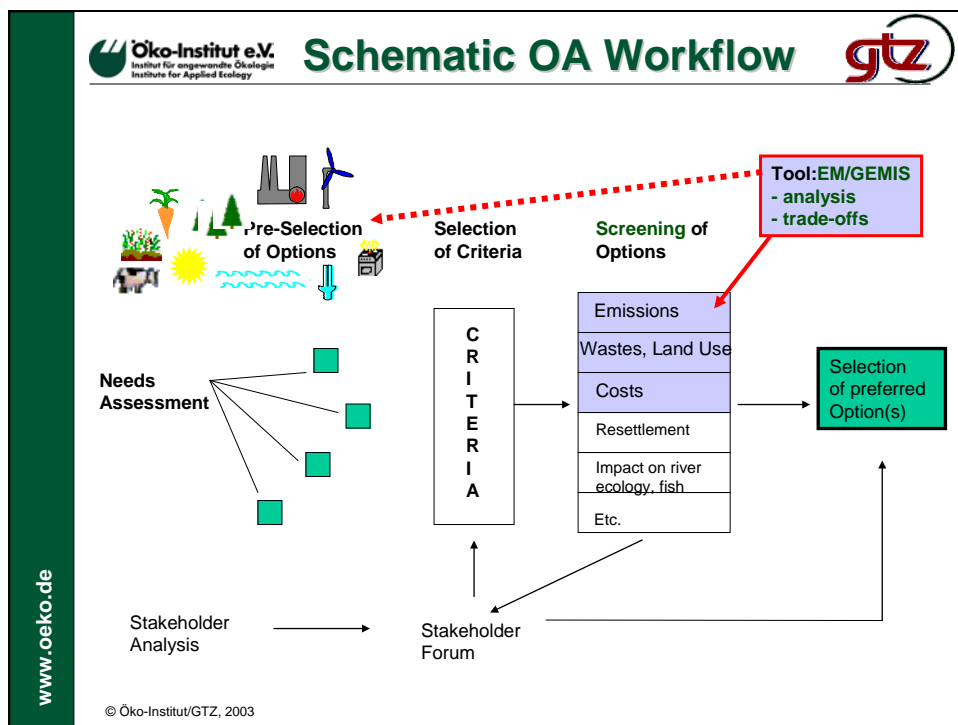 Öko-Institut e.V.
Institut für angewandte Ökologie
Institute for Applied Ecology
Schematic OA Workflow
gtz
Tool:EM/GEMIS
- analysis
- trade-offs
Pre-Selection
of Options
Selection
of Criteria
Screening of
Options
Needs
Assessment
C
R
I
T
E
R
I
A
Emissions
Wastes, Land Use
Costs
Resettlement
Impact on river
ecology, fish
Etc.
Selection
of preferred
Option(s)
Stakeholder
Analysis
Stakeholder
Forum
www.oeko.de
© Öko-Institut/GTZ, 2003